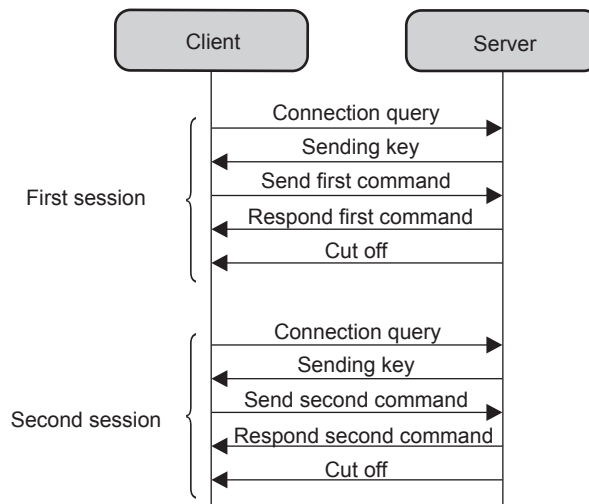 Client
Server
Connection query
Sending key
Send first command
First session
Respond first command
Cut off
Connection query
Sending key
Send second command
Second session
Respond second command
Cut off